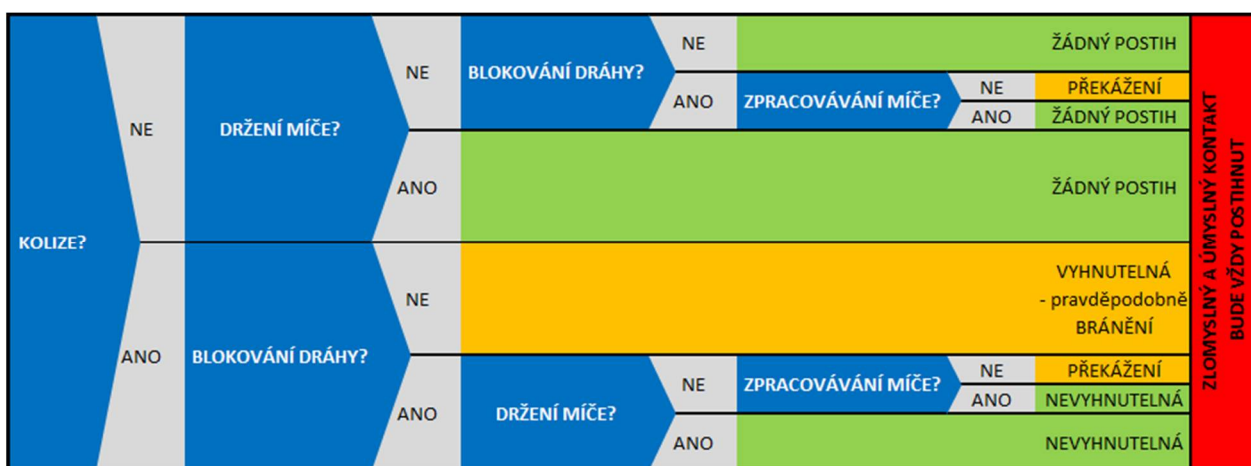 KOLIZE?
NE
DRŽENÍ MÍČE?
NE
BLOKOVÁNÍ DRÁHY?
NE
ŽÁDNÝ POSTIH
ANO
ZPRACOVÁVÁNÍ MÍČE?
NE
PŘEKÁŽENÍ
ANO
ŽÁDNÝ POSTIH
ANO
ŽÁDNÝ POSTIH
ANO
BLOKOVÁNÍ DRÁHY?
NE
VYHNUTELNÁ
- pravděpodobně
BRÁNĚNÍ
ANO
DRŽENÍ MÍČE?
NE
ZPRACOVÁVÁNÍ MÍČE?
NE
PŘEKÁŽENÍ
ANO
NEVYHNUTELNÁ
ANO
NEVYHNUTELNÁ
ZLOMYSLNÝ A ÚMYSLNÝ KONTAKT
BUDE VŽDY POSTIHNUT